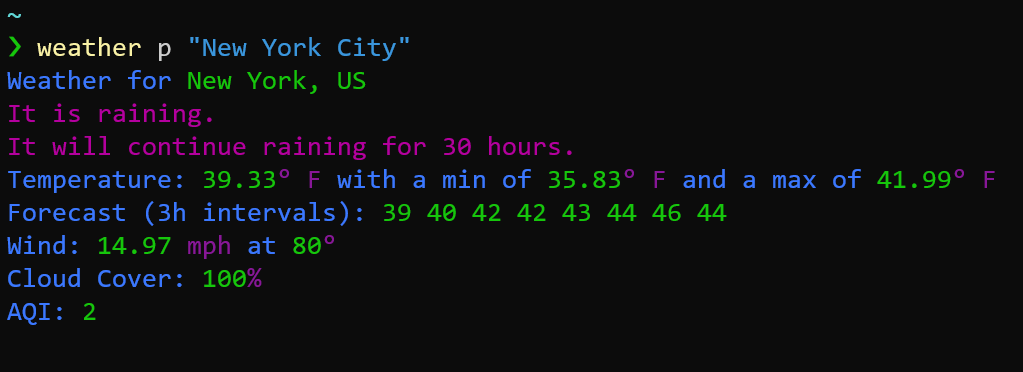 ~
❯ weather p "New York City"
Weather for New York, US
It is raining.
It will continue raining for 30 hours.
Temperature: 39.33° F with a min of 35.83° F and a max of 41.99° F
Forecast (3h intervals): 39 40 42 42 43 44 46 44
Wind: 14.97 mph at 80°
Cloud Cover: 100%
AQI: 2